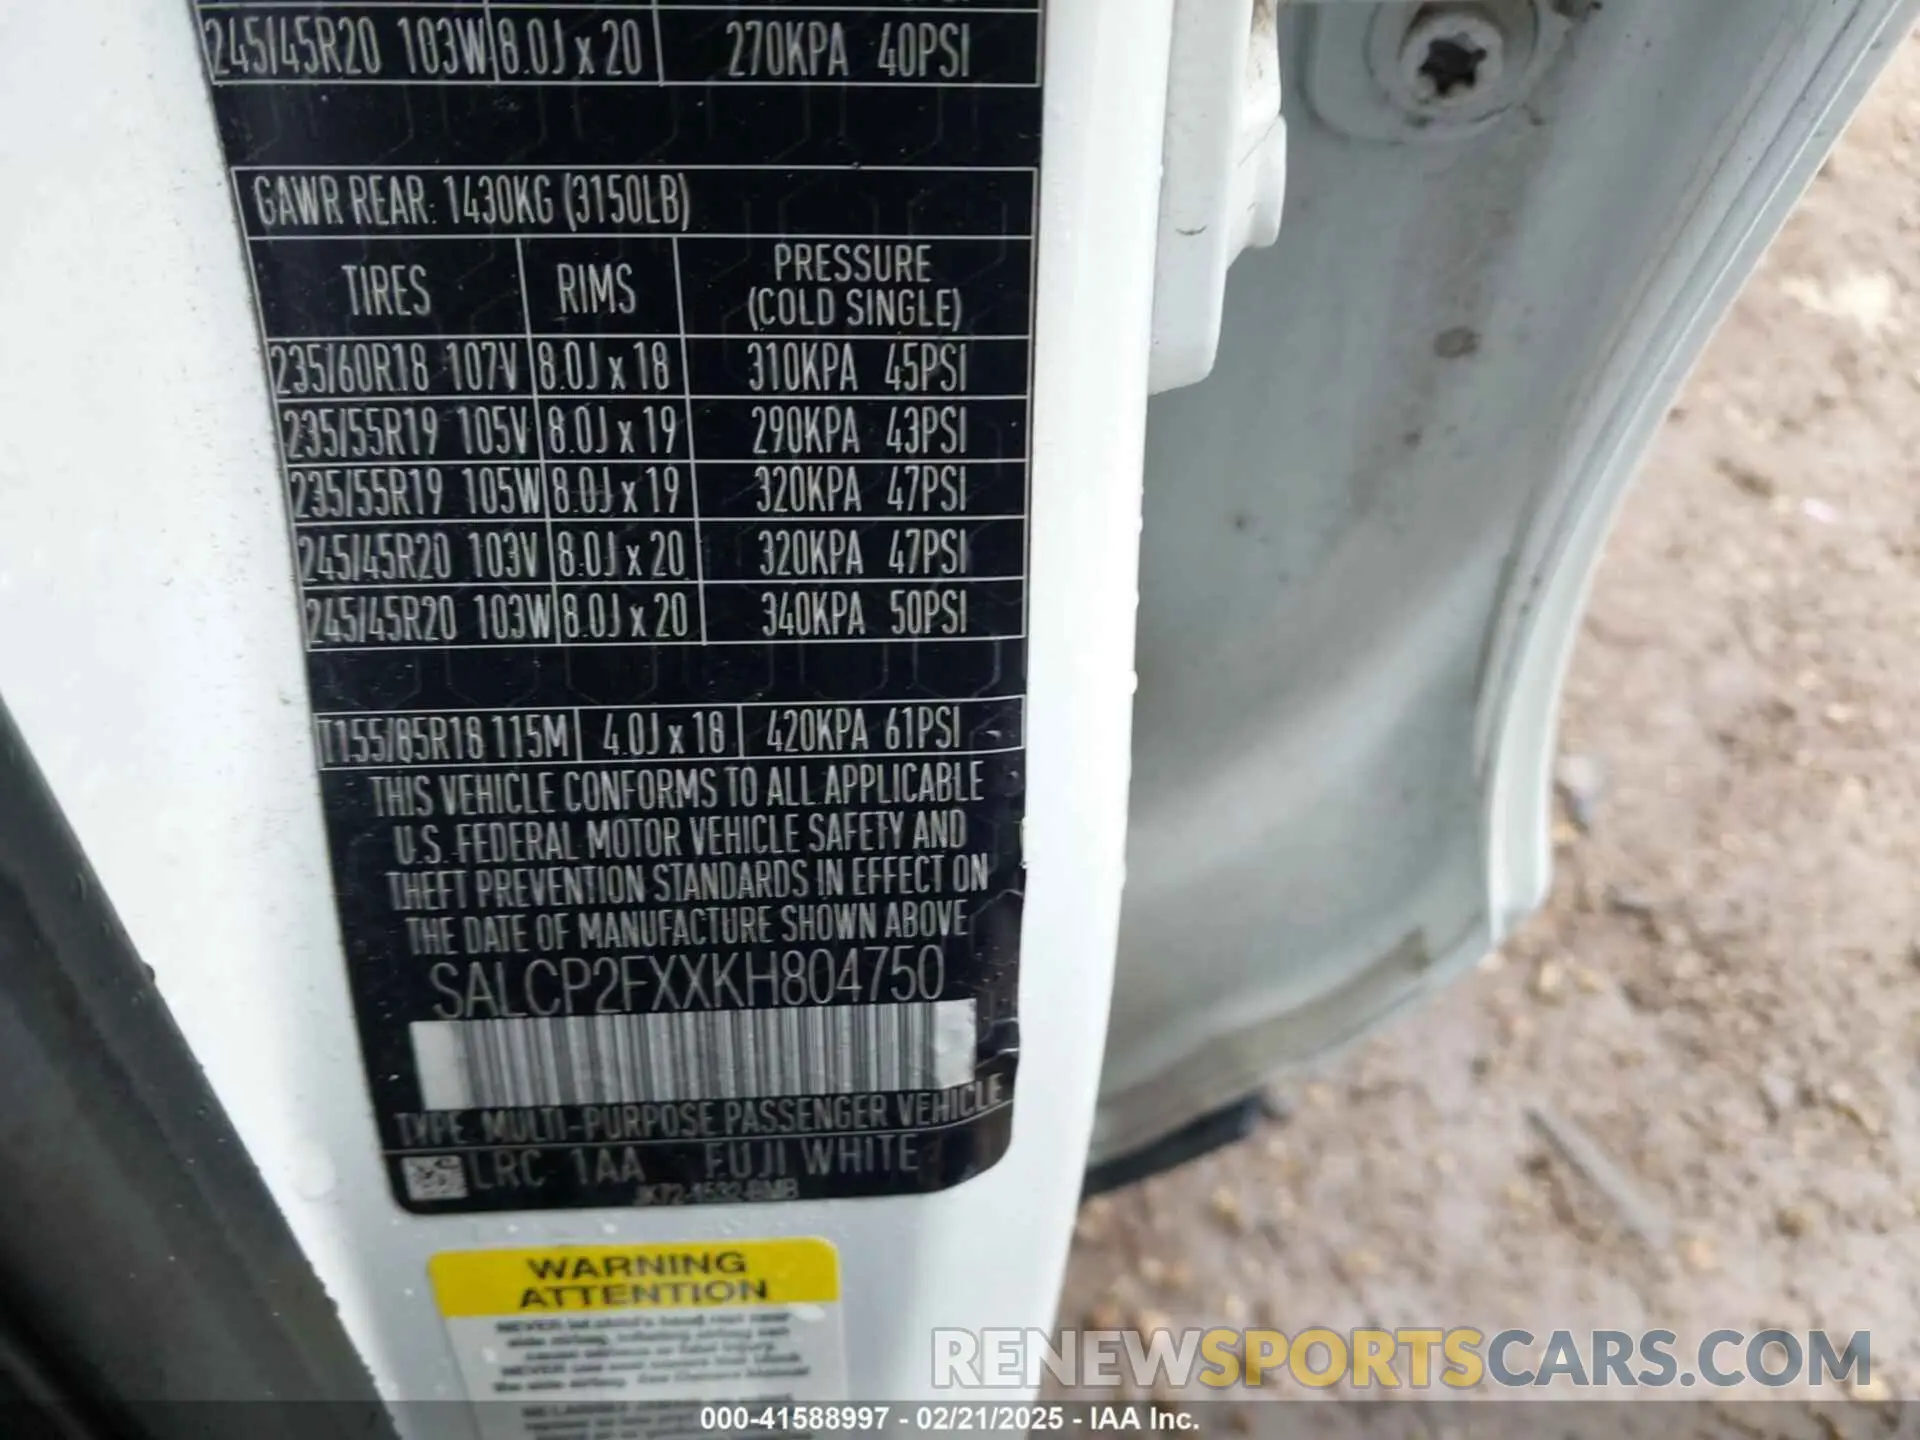 245/45R20 103W 8.0J x 20 270KPA 40PSI
GAWR REAR: 1430KG (3150LB)
TIRES RIMS PRESSURE (COLD SINGLE)
235/60R18 107V 8.0J x 18 310KPA 45PSI
235/55R19 105V 8.0J x 19 290KPA 43PSI
235/55R19 105W 8.0J x 19 320KPA 47PSI
245/45R20 103V 8.0J x 20 320KPA 47PSI
245/45R20 103W 8.0J x 20 340KPA 50PSI
T155/85R18 115M 4.0J x 18 420KPA 61PSI
THIS VEHICLE CONFORMS TO ALL APPLICABLE
U.S. FEDERAL MOTOR VEHICLE SAFETY AND
THEFT PREVENTION STANDARDS IN EFFECT ON
THE DATE OF MANUFACTURE SHOWN ABOVE
SALCP2FXXKH804750
TYPE: MULTI-PURPOSE PASSENGER VEHICLE
LRC 1AA FUJI WHITE
WARNING
ATTENTION
NEVER
NEVER
RENEWSPORTSCARS.COM
000-41588997 - 02/21/2025 - IAA Inc.